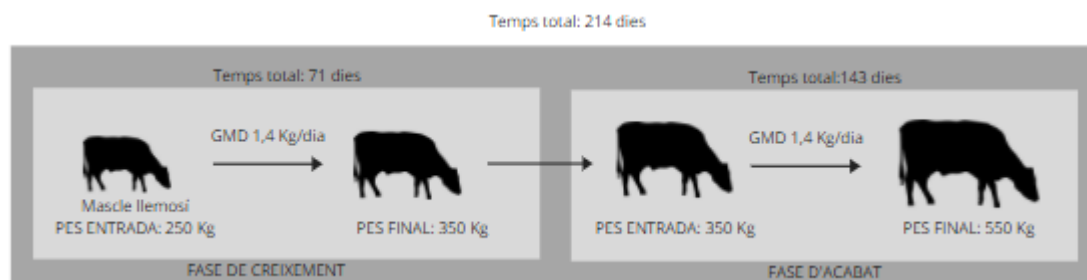 Temps total: 214 dies
Temps total: 71 dies
GMD 1,4 Kg/dia
Mascle llemosí
PES ENTRADA: 250 Kg
PES FINAL: 350 Kg
FASE DE CREIXEMENT
Temps total:143 dies
GMD 1,4 Kg/dia
PES ENTRADA: 350 Kg
PES FINAL: 550 Kg
FASE D'ACABAT